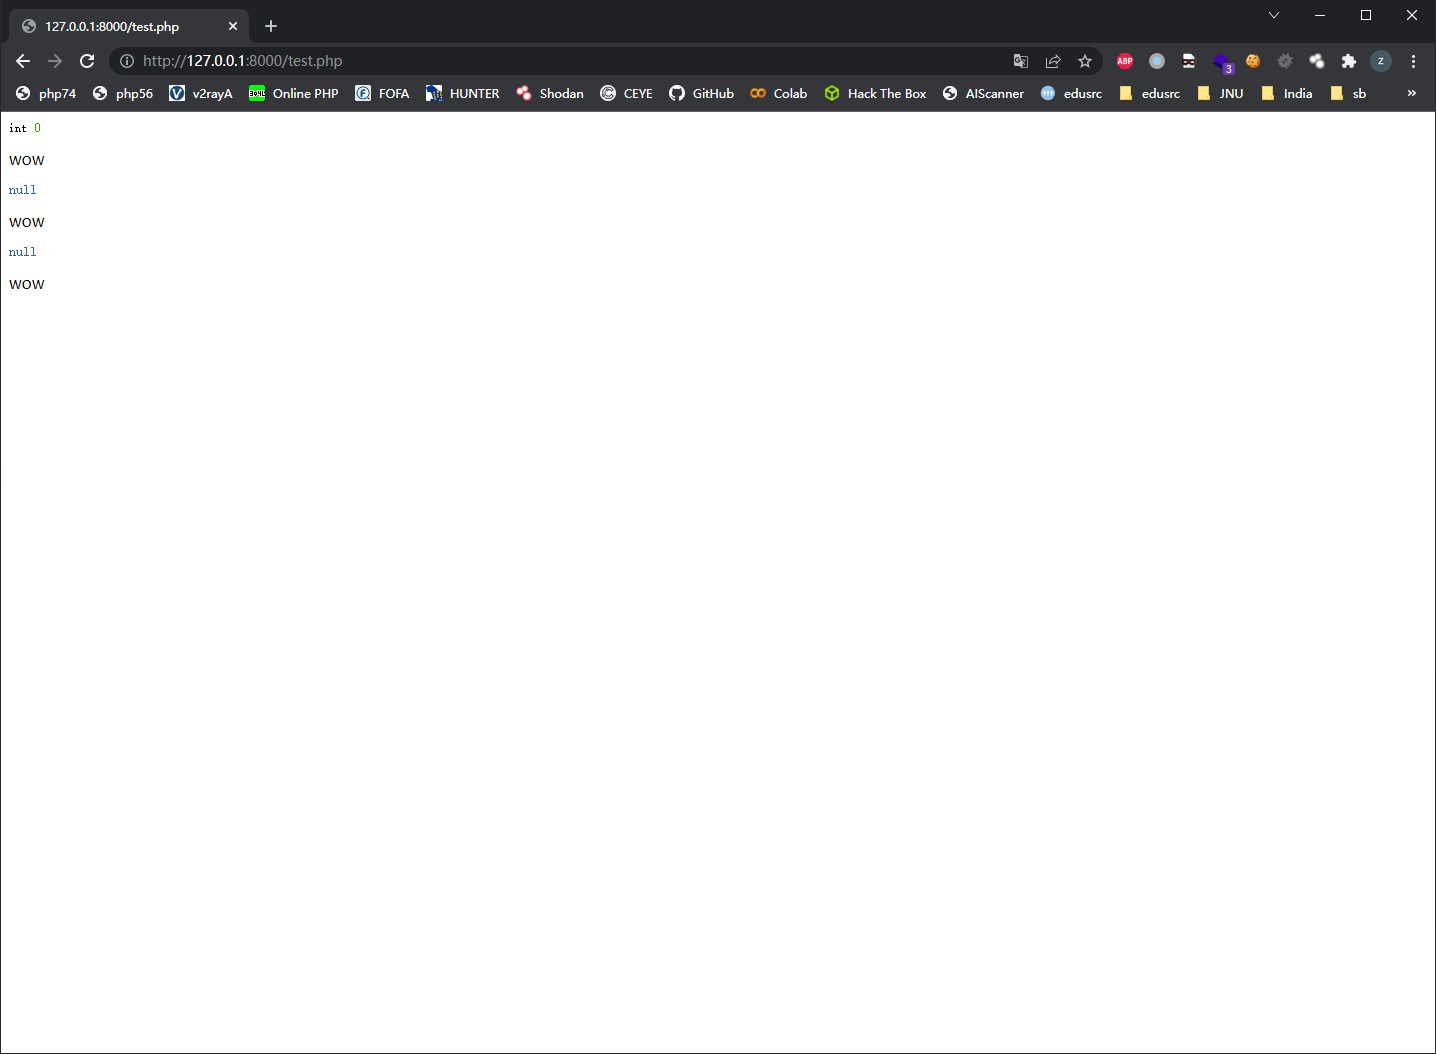 127.0.0.1:8000/test.php
http://127.0.0.1:8000/test.php
ABP
3
Z
php74 php56 v2rayA Online PHP FOFA HUNTER Shodan CEYE GitHub Colab Hack The Box AIScanner edusrc edusrc JNU India sb »
int 0
WOW
null
WOW
null
WOW